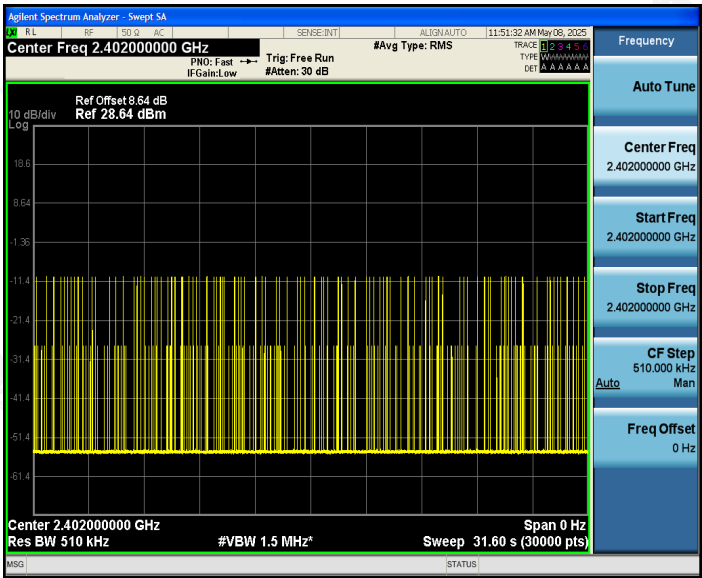 Agilent Spectrum Analyzer - Swept SA
LXI RL RF 50 Ω AC SENSE:INT ALIGN AUTO 11:51:32 AM May 08, 2025
Center Freq 2.402000000 GHz
PNO: Fast
IFGain:Low
Trig: Free Run
#Atten: 30 dB
#Avg Type: RMS
TRACE 1 2 3 4 5 6
TYPE WWWWWW
DET A A A A A A
Ref Offset 8.64 dB
10 dB/div Ref 28.64 dBm
Log
18.6
8.64
-1.36
-11.4
-21.4
-31.4
-41.4
-51.4
-61.4
Center 2.402000000 GHz Span 0 Hz
Res BW 510 kHz #VBW 1.5 MHz* Sweep 31.60 s (30000 pts)
MSG STATUS
Frequency
Auto Tune
Center Freq
2.402000000 GHz
Start Freq
2.402000000 GHz
Stop Freq
2.402000000 GHz
CF Step
510.000 kHz
Auto Man
Freq Offset
0 Hz